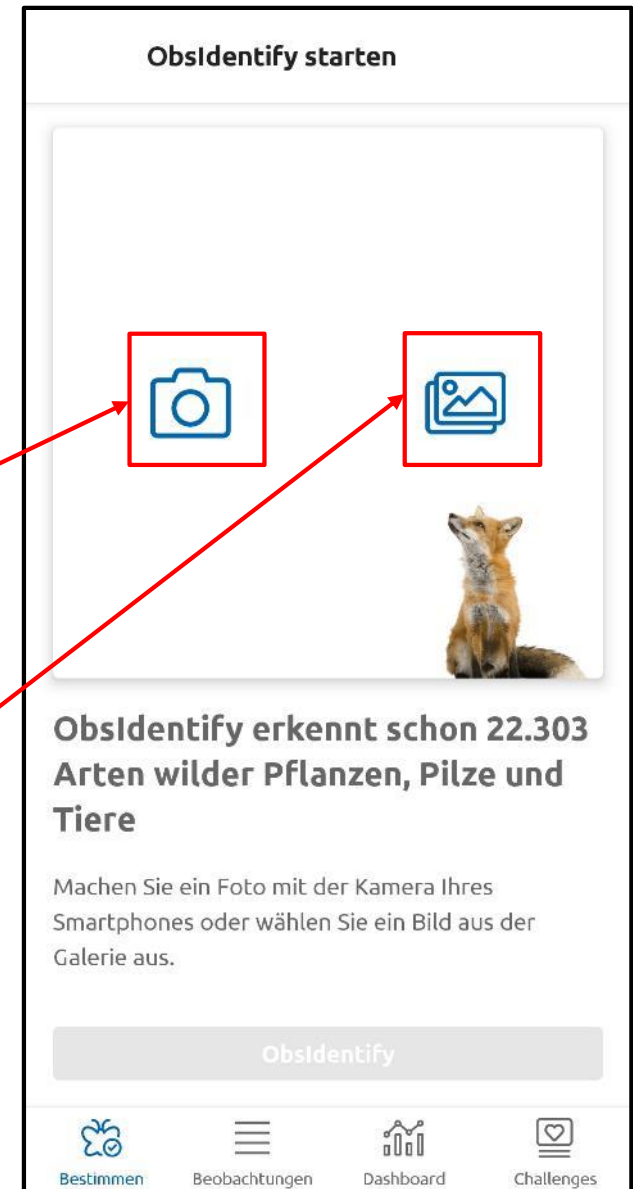 ObsIdentify starten
ObsIdentify erkennt schon 22.303
Arten wilder Pflanzen, Pilze und
Tiere
Machen Sie ein Foto mit der Kamera Ihres
Smartphones oder wählen Sie ein Bild aus der
Galerie aus.
ObsIdentify
Bestimmen Beobachtungen Dashboard Challenges